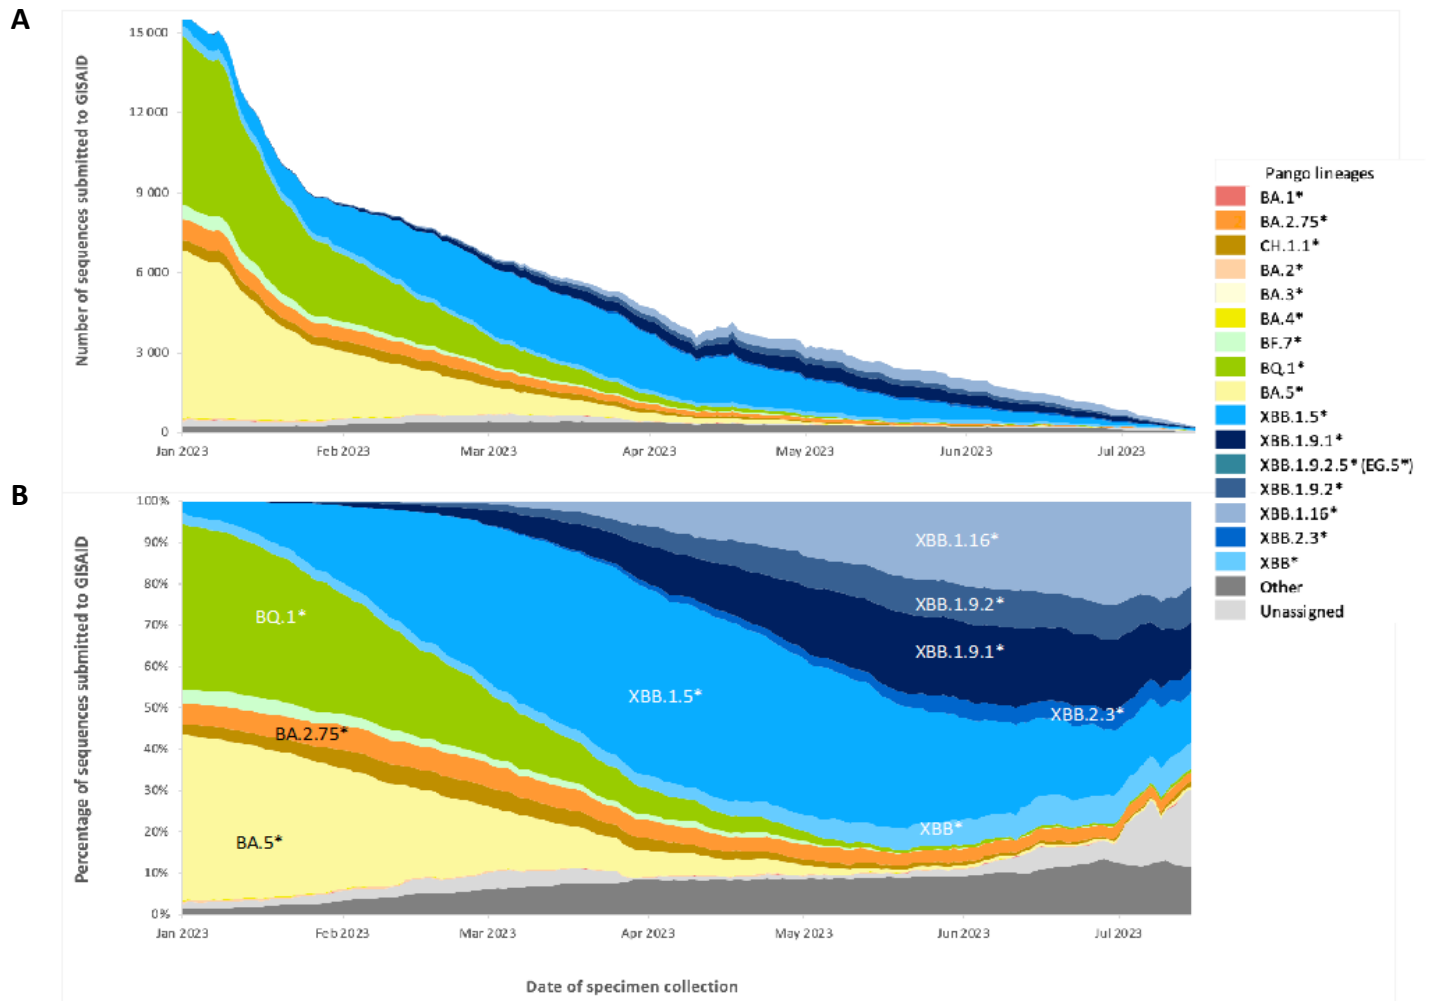 A
Number of sequences submitted to GISAID
15 000
12 000
9 000
6 000
3 000
0
Jan 2023 Feb 2023 Mar 2023 Apr 2023 May 2023 Jun 2023 Jul 2023
Pango lineages
BA.1*
BA.2.75*
CH.1.1*
BA.2*
BA.3*
BA.4*
BF.7*
BQ.1*
BA.5*
XBB.1.5*
XBB.1.9.1*
XBB.1.9.2.5* (EG.5*)
XBB.1.9.2*
XBB.1.16*
XBB.2.3*
XBB*
Other
Unassigned
B
Percentage of sequences submitted to GISAID
100%
90%
80%
70%
60%
50%
40%
30%
20%
10%
0%
XBB.1.16*
XBB.1.9.2*
BQ.1*
XBB.1.9.1*
XBB.1.5*
XBB.2.3*
BA.2.75*
XBB*
BA.5*
Jan 2023 Feb 2023 Mar 2023 Apr 2023 May 2023 Jun 2023 Jul 2023
Date of specimen collection